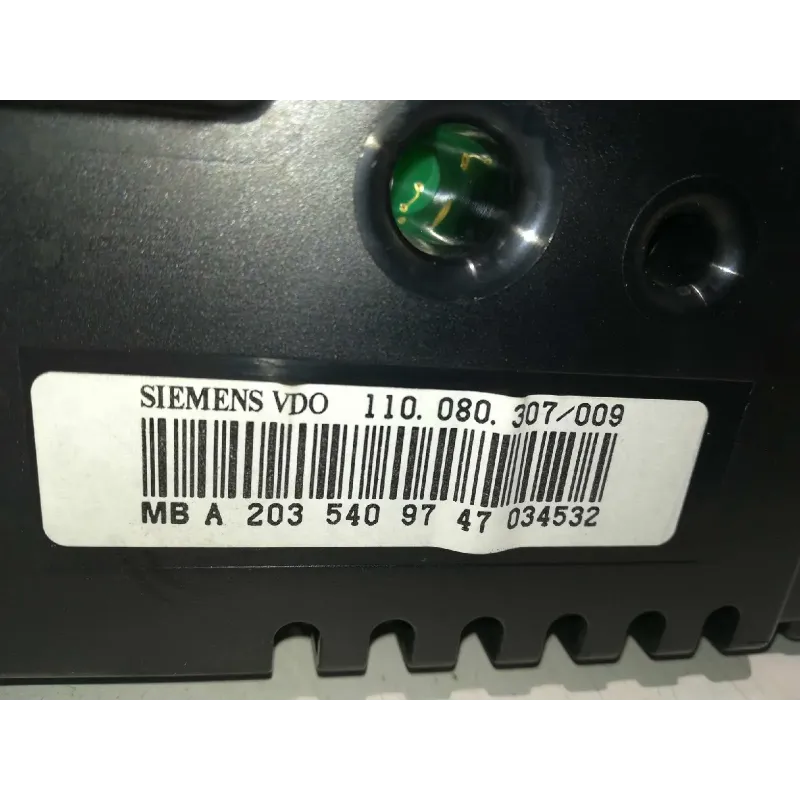 SIEMENS VDO 110. 080. 307/009
MB A 203 540 97 47 034532